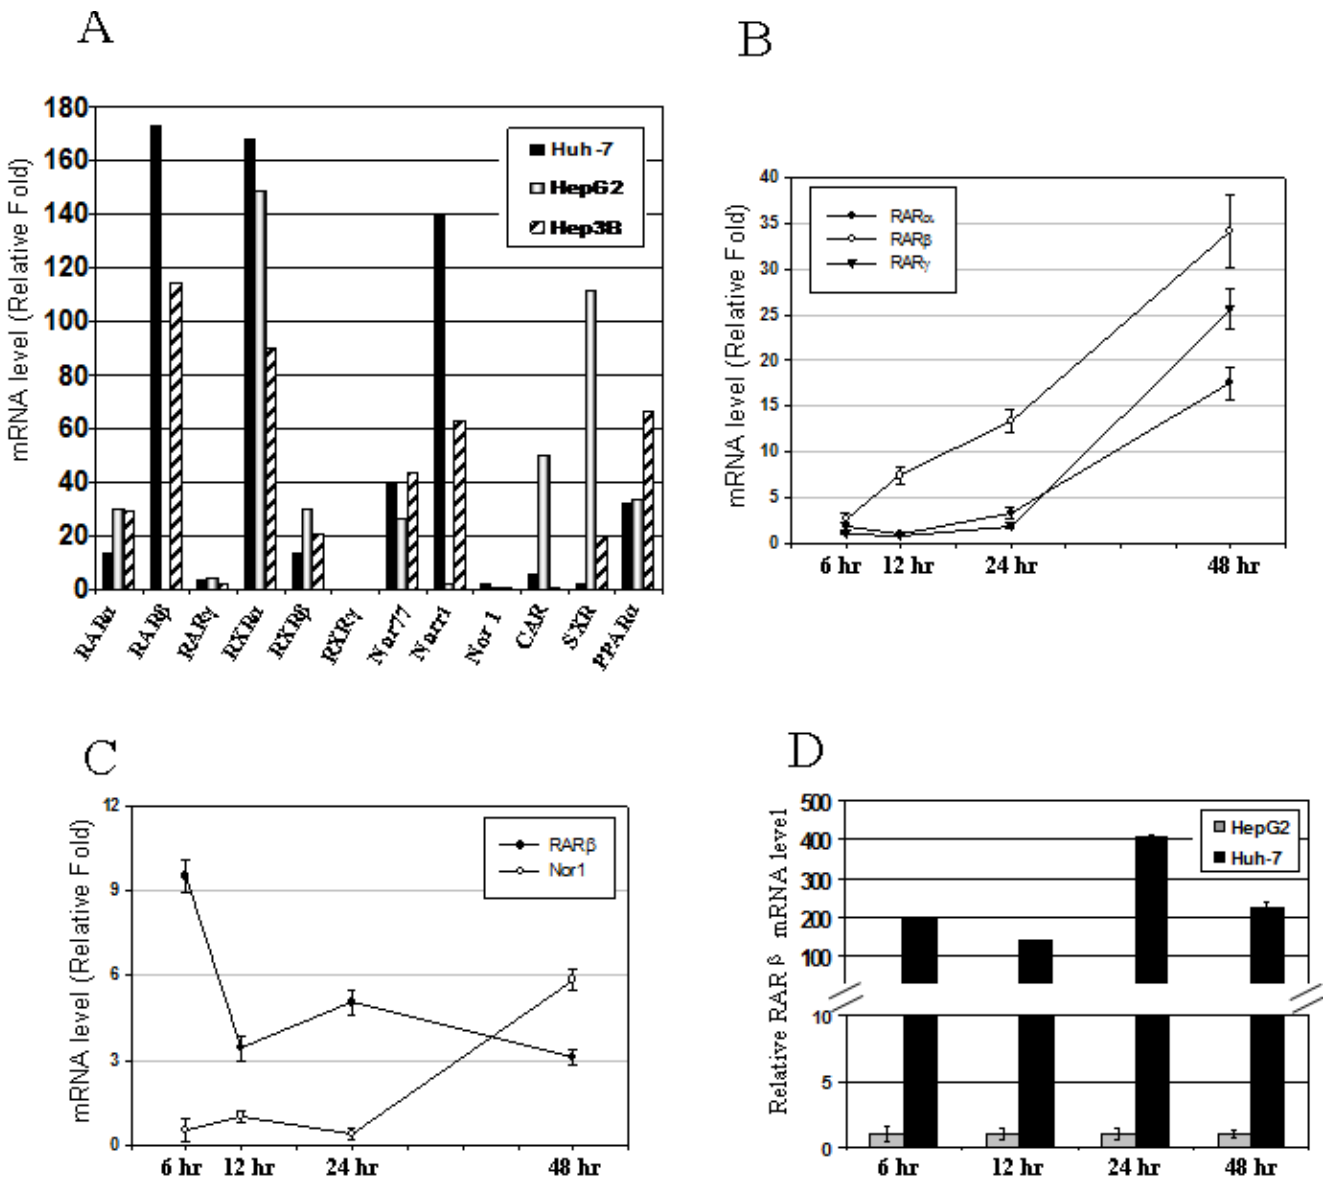 A
mRNA level (Relative Fold)
180
160
140
120
100
80
60
40
20
0
Huh-7
HepG2
Hep3B
RARα
RARβ
RARγ
RXRα
RXRβ
RXRγ
Nur77
Nurr1
Nor 1
CAR
SXR
PPARα
B
mRNA level (Relative Fold)
40
35
30
25
20
15
10
5
0
RARα
RARβ
RARγ
6 hr 12 hr 24 hr 48 hr
C
mRNA level (Relative Fold)
12
9
6
3
0
RARβ
Nor1
6 hr 12 hr 24 hr 48 hr
D
Relative RAR β mRNA level
500
400
300
200
100
10
5
0
HepG2
Huh-7
6 hr 12 hr 24 hr 48 hr